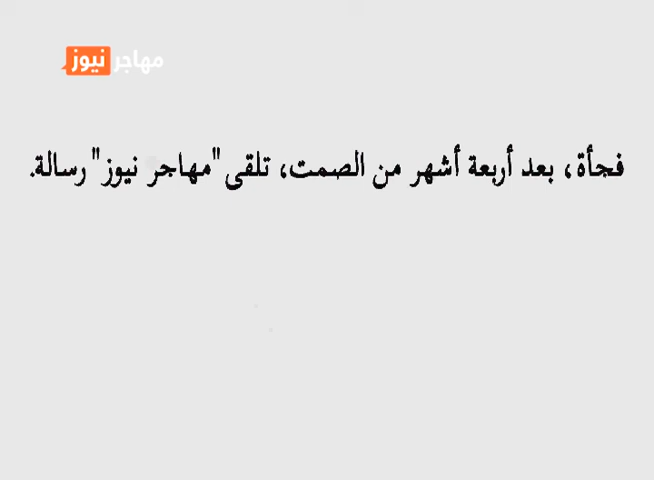 مهاجر نيوز
فجأة، بعد أربعة أشهر من الصمت، تلقى "مهاجر نيوز" رسالة.